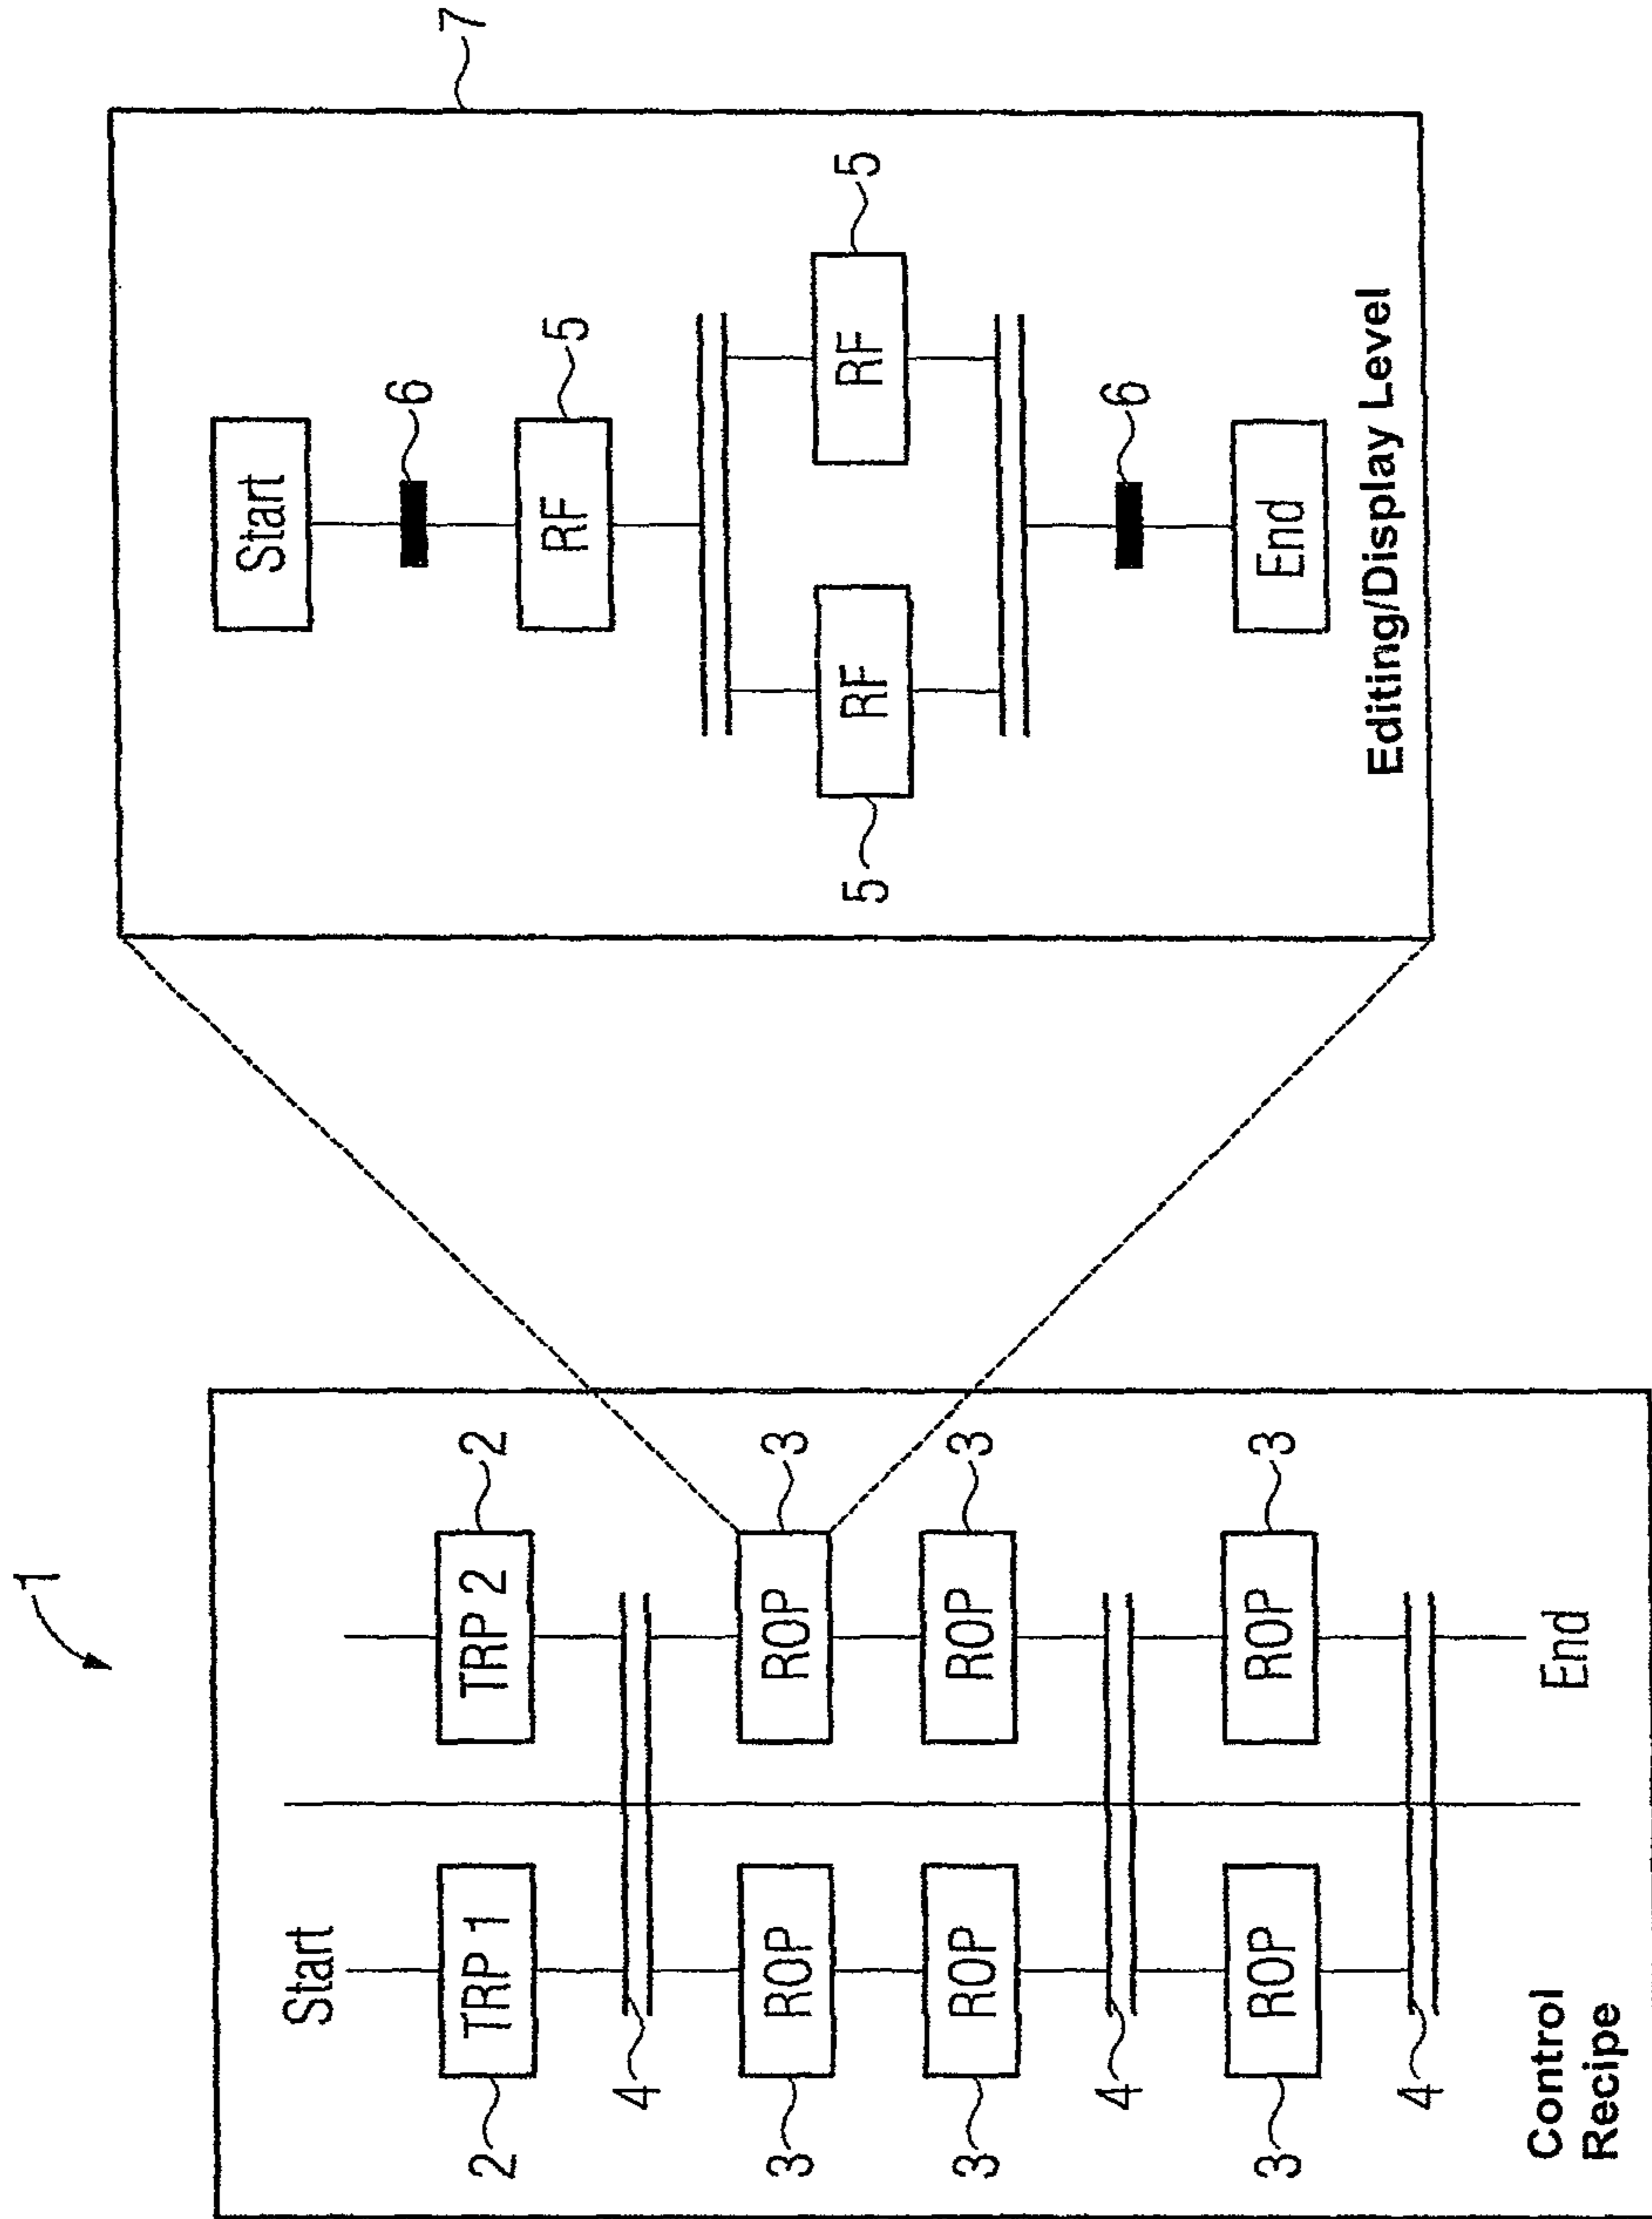 1
Start
TRP 1
TRP 2
2
2
4
ROP
ROP
3
3
ROP
ROP
3
3
4
ROP
ROP
3
3
4
End
Control
Recipe
7
Start
6
RF
5
RF
RF
5
5
6
End
Editing/Display Level